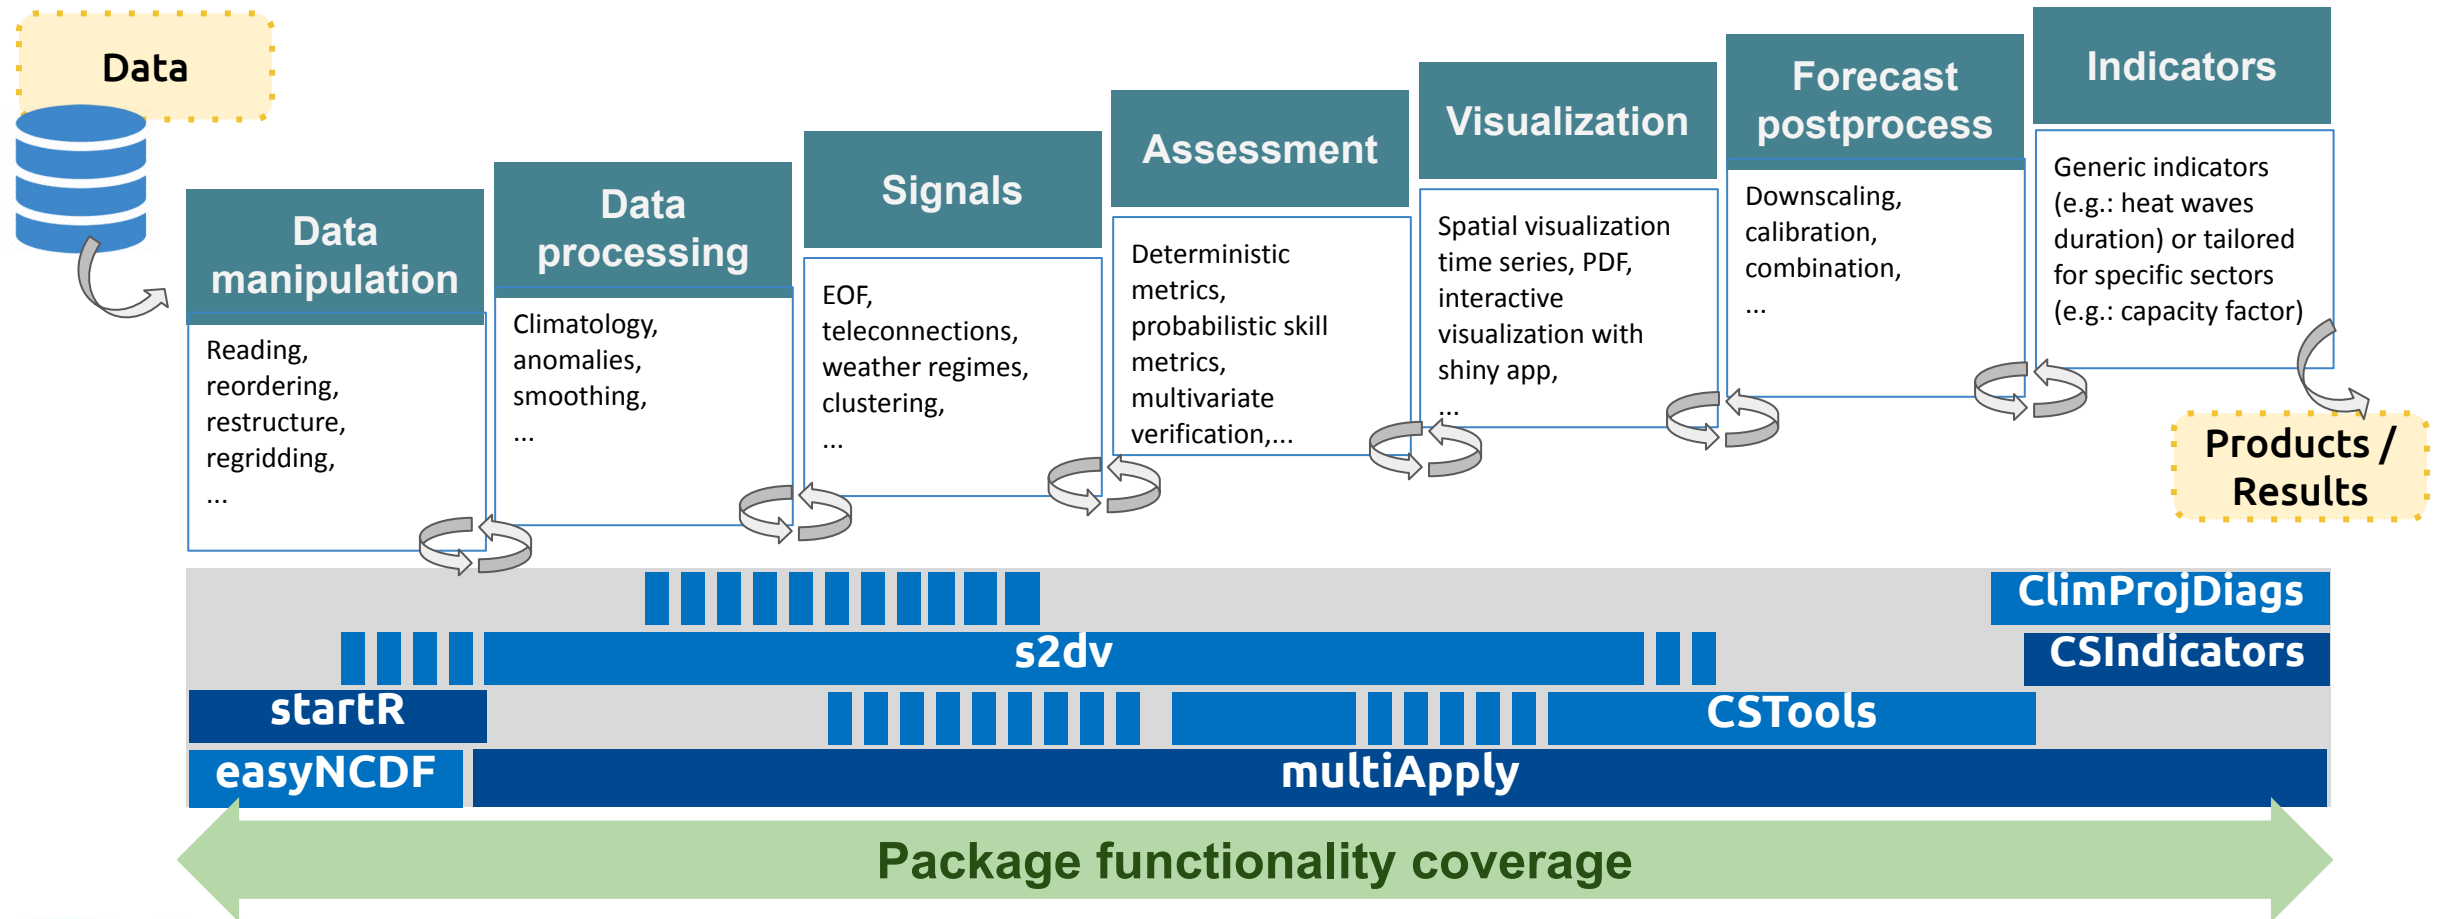 Data
Data
manipulation
Reading,
reordering,
restructure,
regridding,
...
Data
processing
Climatology,
anomalies,
smoothing,
...
Signals
EOF,
teleconnections,
weather regimes,
clustering,
...
Assessment
Deterministic
metrics,
probabilistic skill
metrics,
multivariate
verification,...
Visualization
Spatial visualization
time series, PDF,
interactive
visualization with
shiny app,
...
Forecast
postprocess
Downscaling,
calibration,
combination,
...
Indicators
Generic indicators
(e.g.: heat waves
duration) or tailored
for specific sectors
(e.g.: capacity factor)
Products /
Results
ClimProjDiags
s2dv
CSIndicators
startR
CSTools
easyNCDF
multiApply
Package functionality coverage